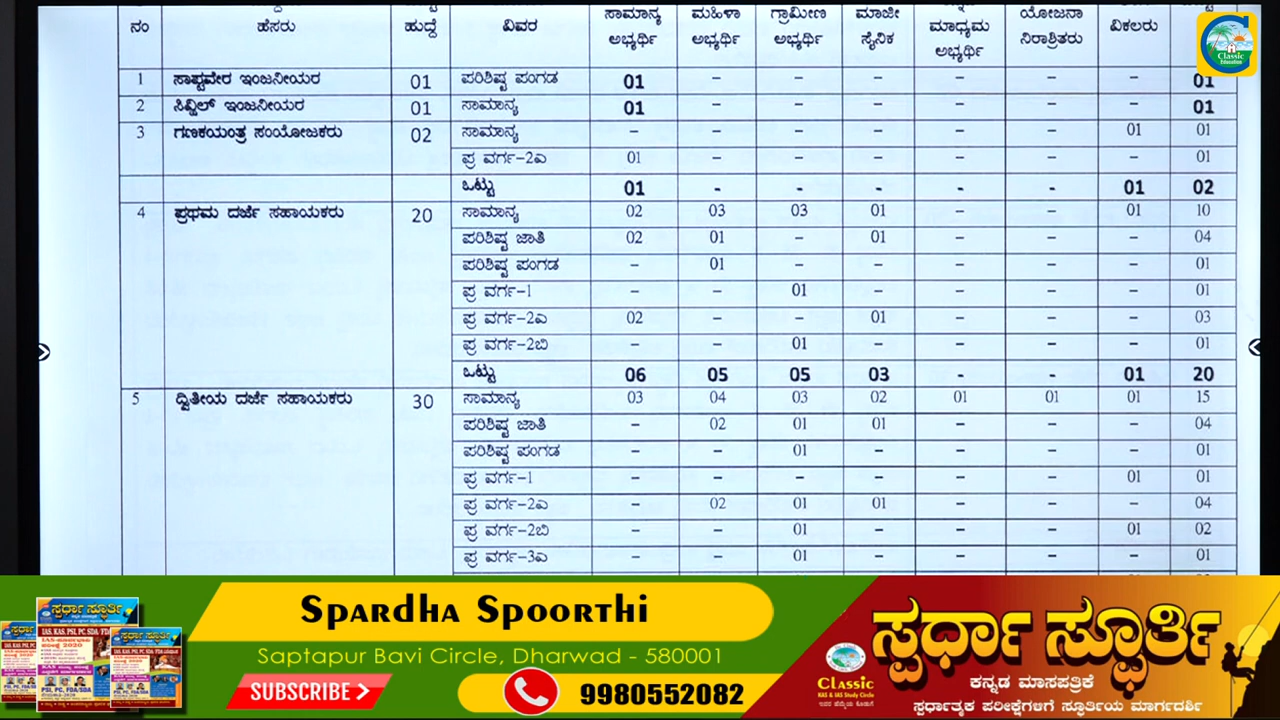 ನಂ ಹೆಸರು ಹುದ್ದೆ ವಿವರ ಸಾಮಾನ್ಯ ಅಭ್ಯರ್ಥಿ ಮಹಿಳಾ ಅಭ್ಯರ್ಥಿ ಗ್ರಾಮೀಣ ಅಭ್ಯರ್ಥಿ ಮಾಜೀ ಸೈನಿಕ ಮಾಧ್ಯಮ ಅಭ್ಯರ್ಥಿ ಯೋಜನಾ ನಿರಾಶ್ರಿತರು ವಿಕಲರು
1 ಸಾಫ್ಟವೇರ ಇಂಜನೀಯರ 01 ಪರಿಶಿಷ್ಟ ಪಂಗಡ 01 – – – – – – 01
2 ಸಿವ್ಹಿಲ್ ಇಂಜನೀಯರ 01 ಸಾಮಾನ್ಯ 01 – – – – – – 01
3 ಗಣಕಯಂತ್ರ ಸಂಯೋಜಕರು 02 ಸಾಮಾನ್ಯ – – – – – – 01 01
ಪ್ರ ವರ್ಗ–2ಎ 01 – – – – – – 01
ಒಟ್ಟು 01 - - - - - 01 02
4 ಪ್ರಥಮ ದರ್ಜೆ ಸಹಾಯಕರು 20 ಸಾಮಾನ್ಯ 02 03 03 01 – – 01 10
ಪರಿಶಿಷ್ಟ ಜಾತಿ 02 01 – 01 – – – 04
ಪರಿಶಿಷ್ಟ ಪಂಗಡ – 01 – – – – – 01
ಪ್ರ ವರ್ಗ–1 – – 01 – – – – 01
ಪ್ರ ವರ್ಗ–2ಎ 02 – – 01 – – – 03
ಪ್ರ ವರ್ಗ–2ಬಿ – – 01 – – – – 01
ಒಟ್ಟು 06 05 05 03 - - 01 20
5 ದ್ವಿತೀಯ ದರ್ಜೆ ಸಹಾಯಕರು 30 ಸಾಮಾನ್ಯ 03 04 03 02 01 01 01 15
ಪರಿಶಿಷ್ಟ ಜಾತಿ – 02 01 01 – – – 04
ಪರಿಶಿಷ್ಟ ಪಂಗಡ – – 01 – – – – 01
ಪ್ರ ವರ್ಗ–1 – – – – – – 01 01
ಪ್ರ ವರ್ಗ–2ಎ – 02 01 01 – – – 04
ಪ್ರ ವರ್ಗ–2ಬಿ – – 01 – – – 01 02
ಪ್ರ ವರ್ಗ–3ಎ – – 01 – – – – 01
Classic
Education
Spardha Spoorthi
Saptapur Bavi Circle, Dharwad - 580001
SUBSCRIBE
9980552082
ಸ್ಪರ್ಧಾ ಸ್ಫೂರ್ತಿ
ಕನ್ನಡ ಮಾಸಪತ್ರಿಕೆ
ಸ್ಪರ್ಧಾತ್ಮಕ ಪರೀಕ್ಷೆಗಳಿಗೆ ಸ್ಫೂರ್ತಿಯ ಮಾರ್ಗದರ್ಶಿ
Classic
KAS & IAS Study Circle
ಸ್ಪರ್ಧಾ ಸ್ಫೂರ್ತಿ